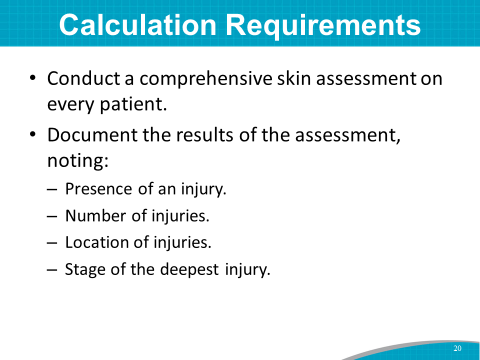 Calculation Requirements
• Conduct a comprehensive skin assessment on
every patient.
• Document the results of the assessment,
noting:
– Presence of an injury.
– Number of injuries.
– Location of injuries.
– Stage of the deepest injury.
20